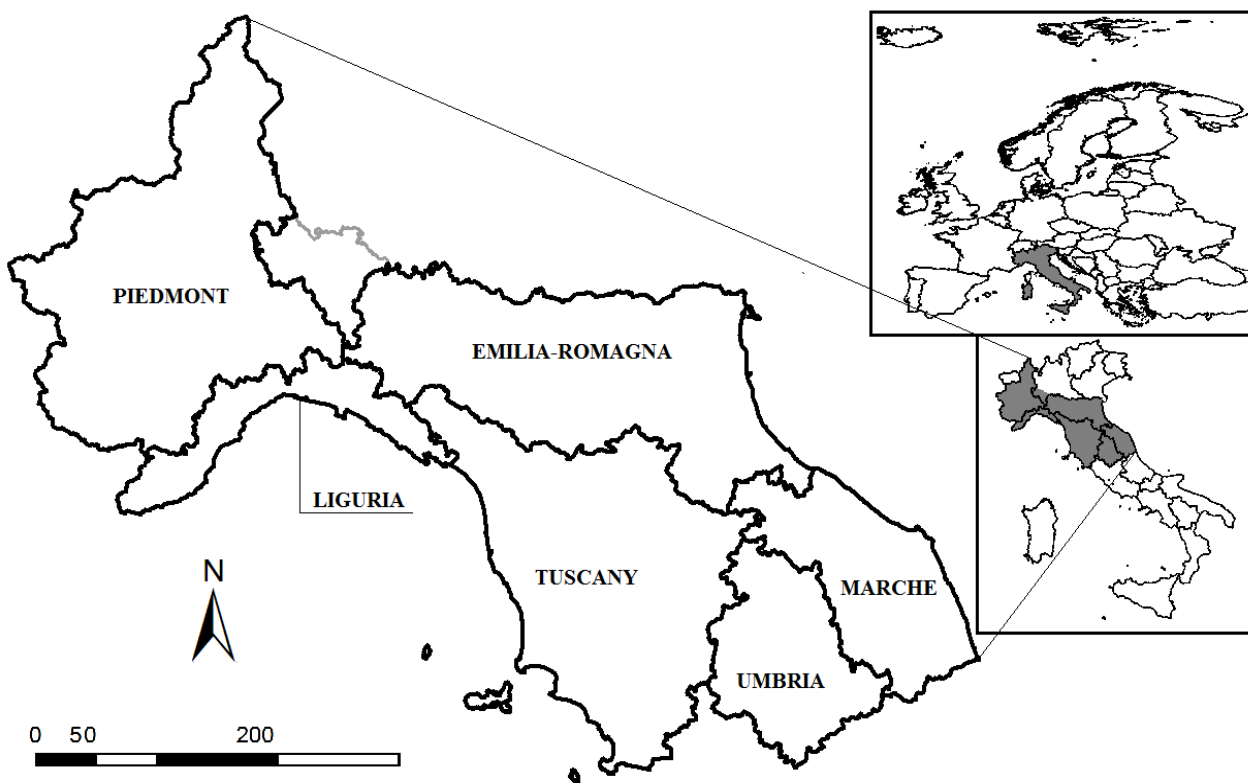 PIEDMONT
EMILIA-ROMAGNA
LIGURIA
TUSCANY
MARCHE
UMBRIA
N
0 50 200